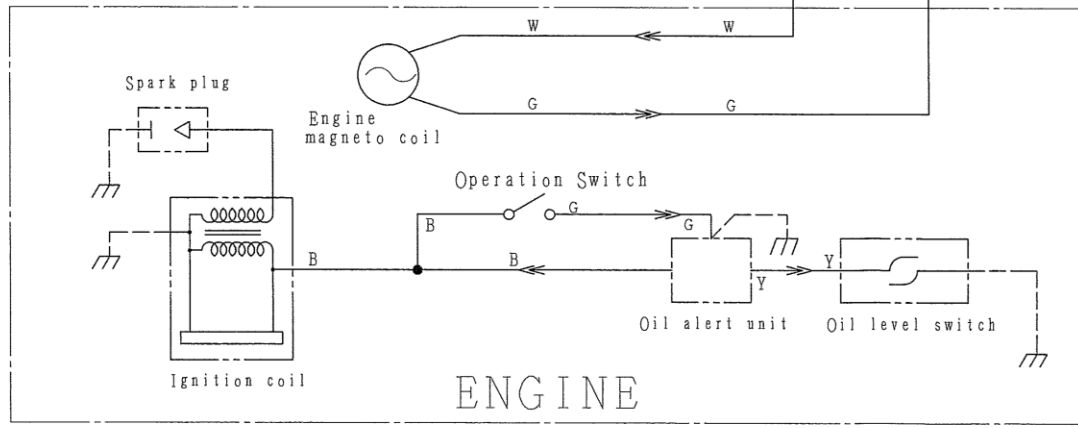 W W
Spark plug
G G
Engine
magneto coil
Operation Switch
G
B G
B B Y Y
Oil alert unit Oil level switch
Ignition coil
ENGINE